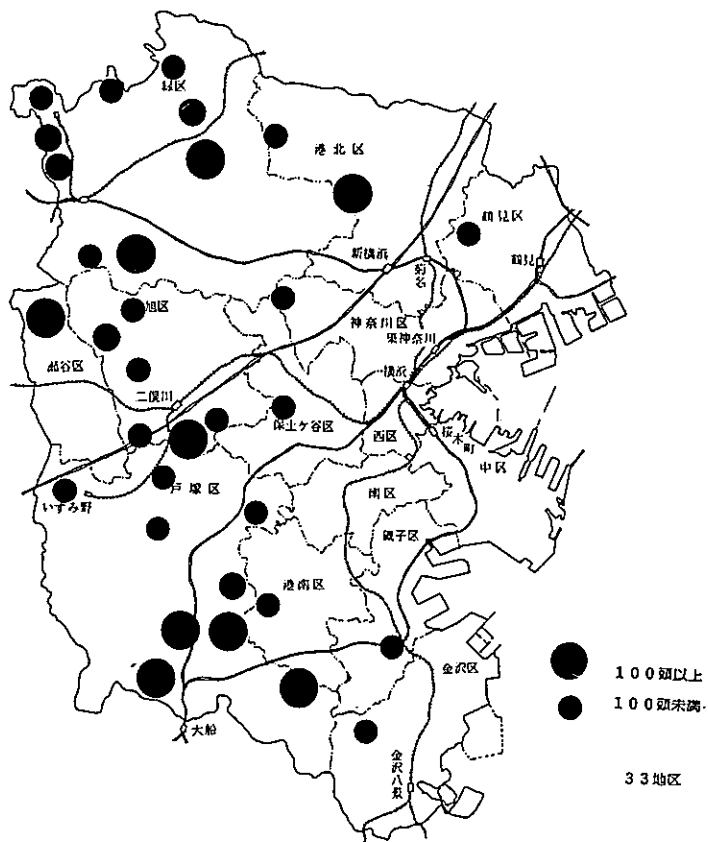 緑区
港北区
鶴見区
新横浜
菊名
鶴見
旭区
神奈川区
東神奈川
瀬谷区
横浜
二俣川
保土ケ谷区
西区
桜木町
中区
戸塚区
いずみ野
南区
磯子区
港南区
金沢区
100頭以上
100頭未満
大船
金沢八景
33地区